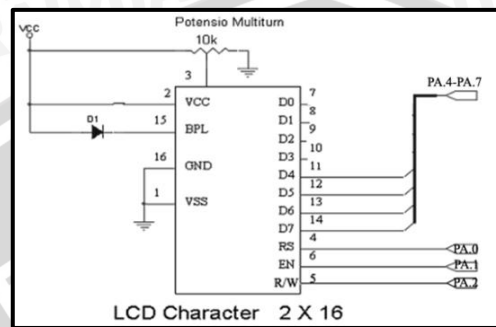 Potensio Multiturn
VCC
10k
3
2 VCC D0 7
D1 8
D1 15 BPL D2 9
D3 10
16 GND D4 11
D5 12
D6 13
1 VSS D7 14
RS 4
EN 6
R/W 5
PA.4-PA.7
PA.0
PA.1
PA.2
LCD Character 2 X 16